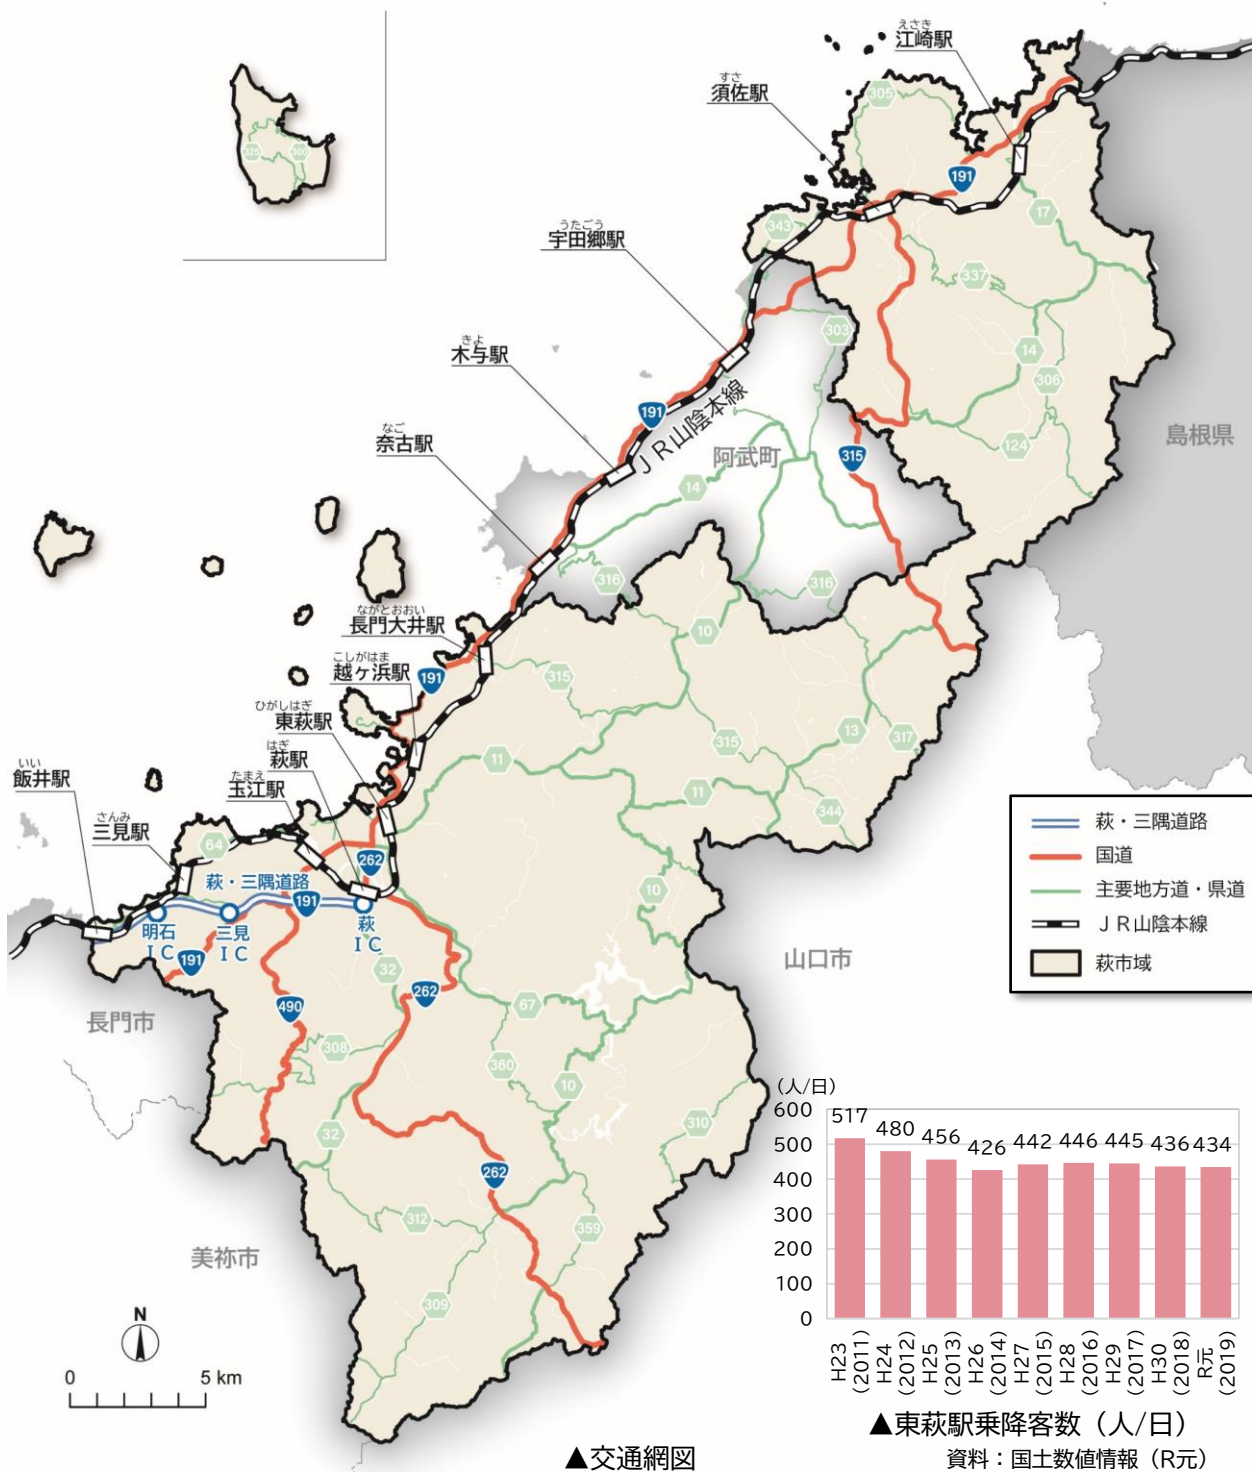 えさき
江崎駅
すさ
須佐駅
305
191
17
325
300
343
うたごう
宇田郷駅
337
303
14
306
きよ
木与駅
191
JR山陰本線
島根県
なご
奈古駅
阿武町
315
124
14
316
316
ながとおおい
長門大井駅
10
こしがはま
越ヶ浜駅
191
315
ひがしはぎ
東萩駅
315
13
317
はぎ
萩駅
11
いい
飯井駅
たまえ
玉江駅
11
344
さんみ
三見駅
64
262
萩・三隅道路
191
10
明石
IC
三見
IC
萩
IC
191
32
262
山口市
490
67
長門市
308
360
10
32
310
262
312
359
美祢市
309
萩・三隅道路
国道
主要地方道・県道
JR山陰本線
萩市域
N
0 5 km
(人/日)
600
500
400
300
200
100
0
517
480
456
426
442
446
445
436
434
H23
(2011)
H24
(2012)
H25
(2013)
H26
(2014)
H27
(2015)
H28
(2016)
H29
(2017)
H30
(2018)
R元
(2019)
▲東萩駅乗降客数（人/日）
資料：国土数値情報（R元）
▲交通網図